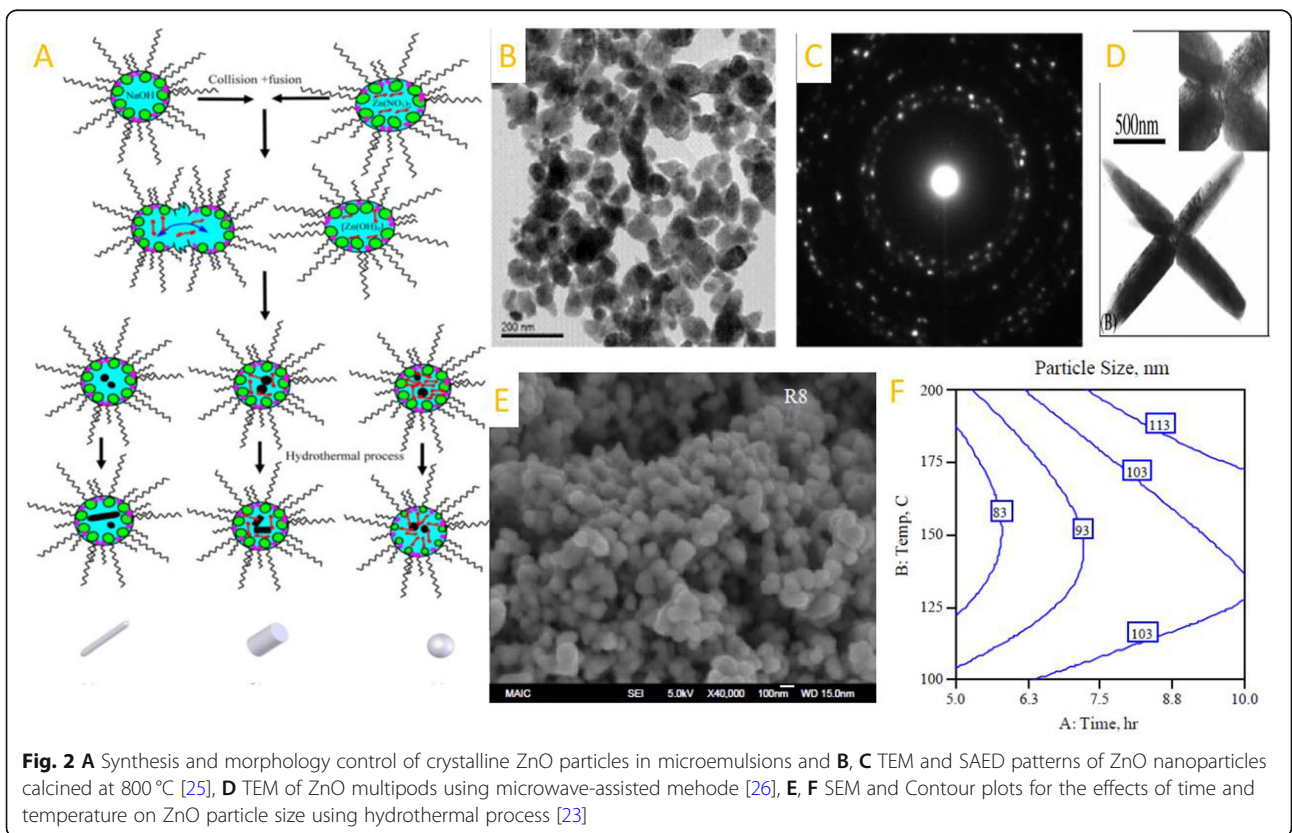 A
NaOH
Collision +fusion
Zn(NO3)2
[Zn(OH)4]
Hydrothermal process
B
200 nm
C
D
500nm
(B)
E
R8
MAIC SEI 5.0kV X40,000 100nm WD 15.0nm
F
Particle Size, nm
200
175
150
125
100
B: Temp, C
113
103
83
93
103
5.0 6.3 7.5 8.8 10.0
A: Time, hr
Fig. 2 A Synthesis and morphology control of crystalline ZnO particles in microemulsions and B, C TEM and SAED patterns of ZnO nanoparticles
calcined at 800 °C [25], D TEM of ZnO multipods using microwave-assisted mehode [26], E, F SEM and Contour plots for the effects of time and
temperature on ZnO particle size using hydrothermal process [23]